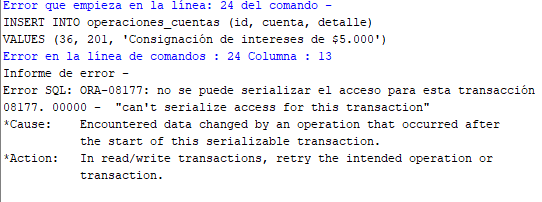 Error que empieza en la línea: 24 del comando -
INSERT INTO operaciones_cuentas (id, cuenta, detalle)
VALUES (36, 201, 'Consignación de intereses de $5.000')
Error en la línea de comandos : 24 Columna : 13
Informe de error -
Error SQL: ORA-08177: no se puede serializar el acceso para esta transacción
08177. 00000 -  "can't serialize access for this transaction"
*Cause:    Encountered data changed by an operation that occurred after
           the start of this serializable transaction.
*Action:   In read/write transactions, retry the intended operation or
           transaction.